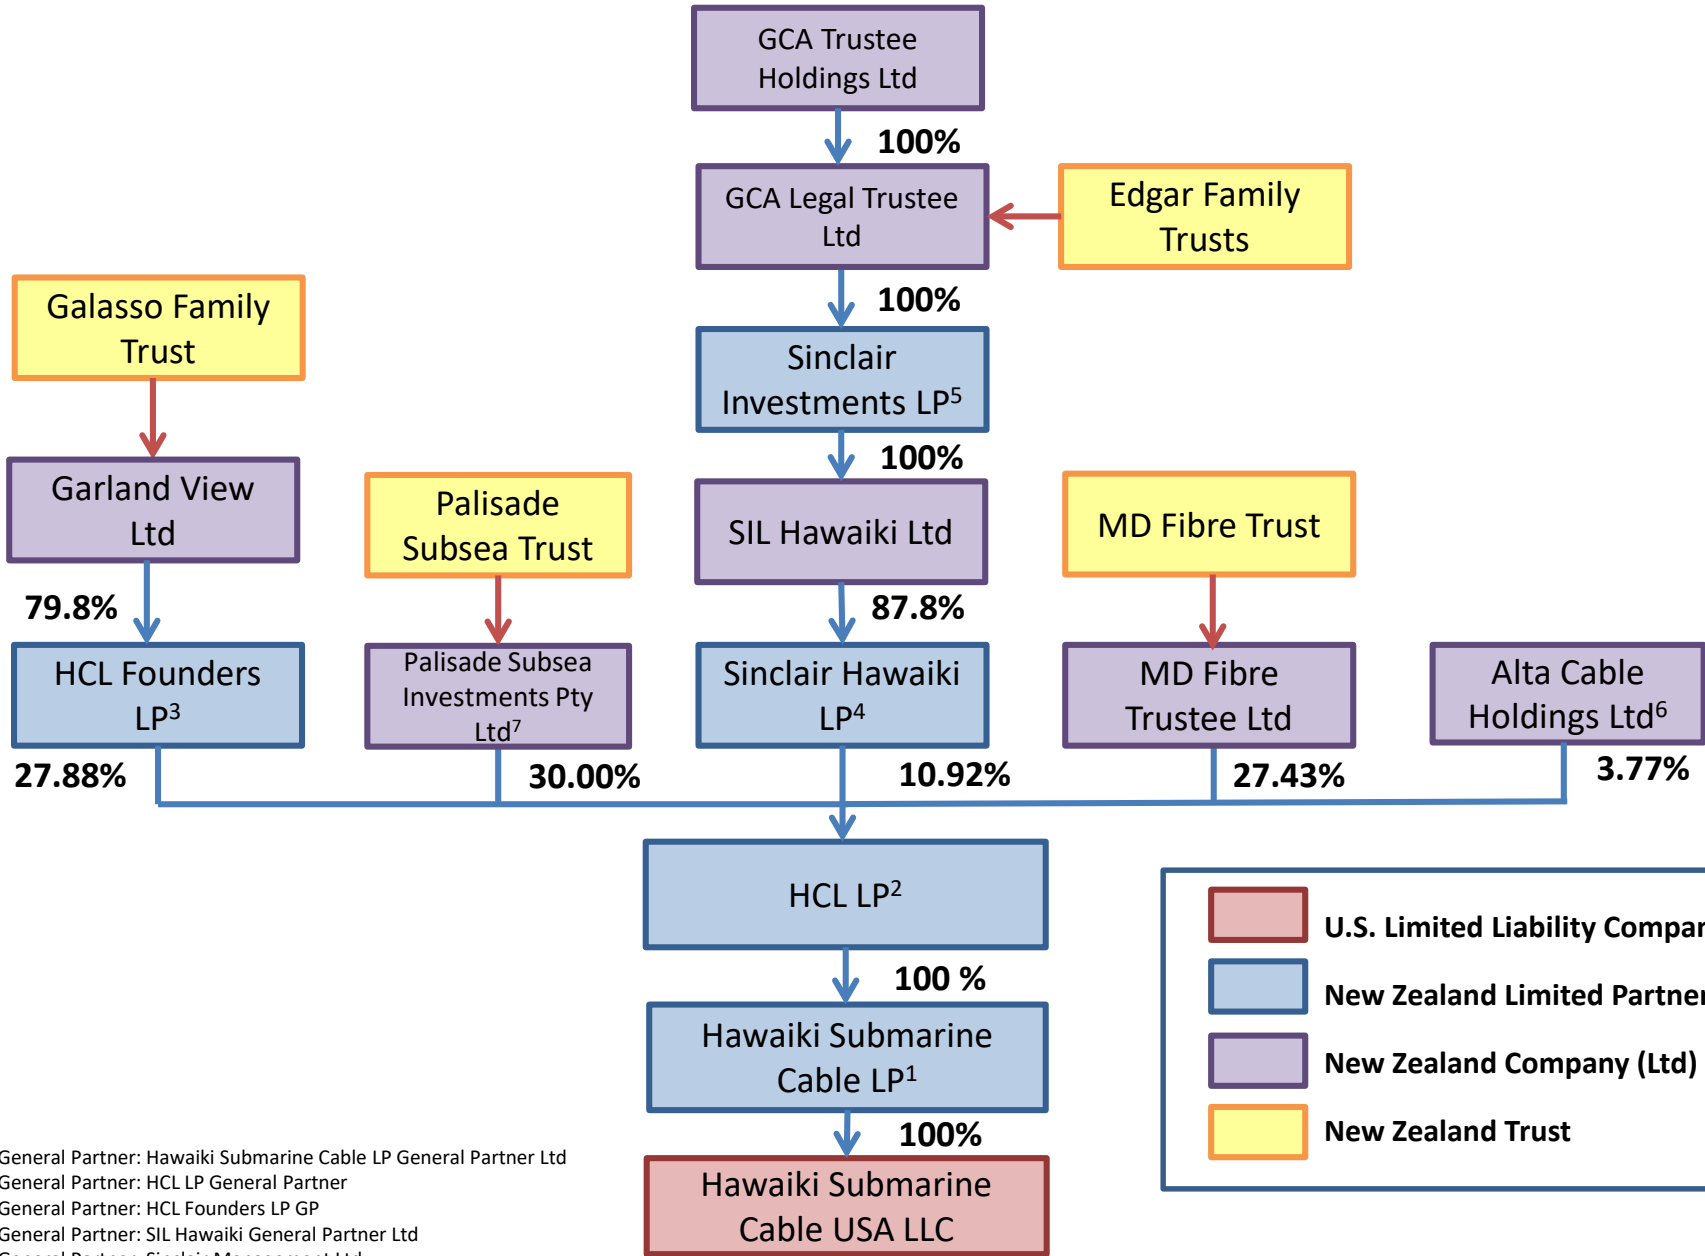 GCA Trustee
Holdings Ltd
100%
GCA Legal Trustee
Ltd
Edgar Family
Trusts
100%
Galasso Family
Trust
Sinclair
Investments LP5
100%
Garland View
Ltd
Palisade
Subsea Trust
SIL Hawaiki Ltd
MD Fibre Trust
79.8%
87.8%
HCL Founders
LP3
Palisade Subsea
Investments Pty
Ltd7
Sinclair Hawaiki
LP4
MD Fibre
Trustee Ltd
Alta Cable
Holdings Ltd6
27.88%
30.00%
10.92%
27.43%
3.77%
HCL LP2
100 %
Hawaiki Submarine
Cable LP1
100%
Hawaiki Submarine
Cable USA LLC
U.S. Limited Liability Compan
New Zealand Limited Partner
New Zealand Company (Ltd)
New Zealand Trust
General Partner: Hawaiki Submarine Cable LP General Partner Ltd
General Partner: HCL LP General Partner
General Partner: HCL Founders LP GP
General Partner: SIL Hawaiki General Partner Ltd
General Partner: Sinclair Management Ltd